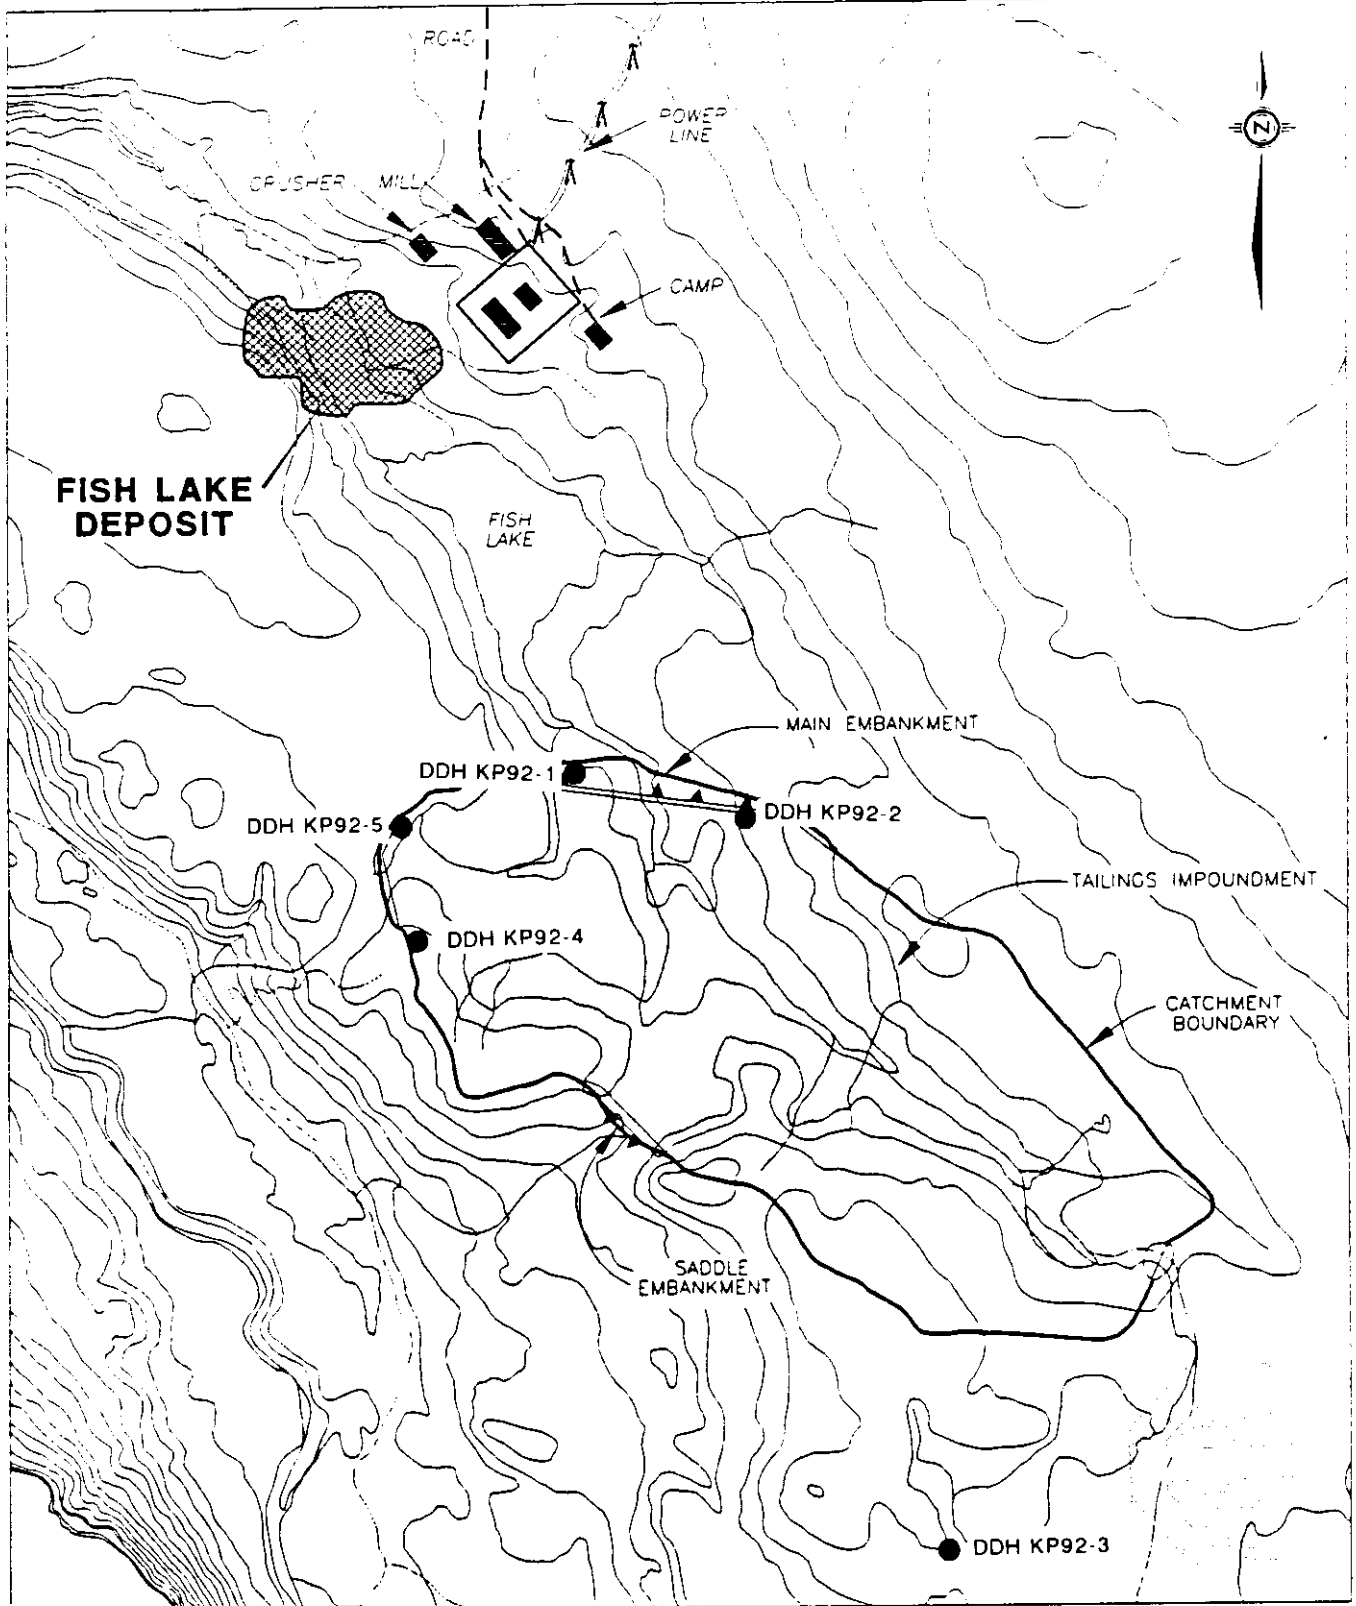 ROAD
POWER
LINE
N
CRUSHER
MILL
CAMP
FISH LAKE
DEPOSIT
FISH
LAKE
MAIN EMBANKMENT
DDH KP92-1
DDH KP92-2
DDH KP92-5
TAILINGS IMPOUNDMENT
DDH KP92-4
CATCHMENT
BOUNDARY
SADDLE
EMBANKMENT
DDH KP92-3